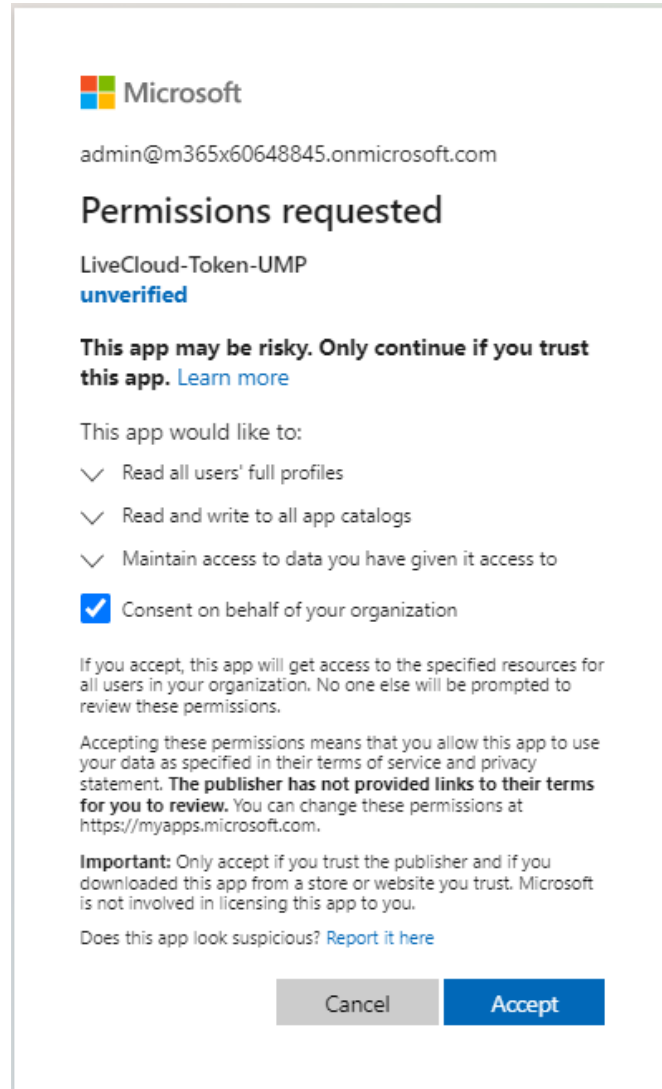 Microsoft
admin@m365x60648845.onmicrosoft.com
Permissions requested
LiveCloud-Token-UMP
unverified
This app may be risky. Only continue if you trust
this app. Learn more
This app would like to:
Read all users' full profiles
Read and write to all app catalogs
Maintain access to data you have given it access to
Consent on behalf of your organization
If you accept, this app will get access to the specified resources for
all users in your organization. No one else will be prompted to
review these permissions.
Accepting these permissions means that you allow this app to use
your data as specified in their terms of service and privacy
statement. The publisher has not provided links to their terms
for you to review. You can change these permissions at
https://myapps.microsoft.com.
Important: Only accept if you trust the publisher and if you
downloaded this app from a store or website you trust. Microsoft
is not involved in licensing this app to you.
Does this app look suspicious? Report it here
Cancel
Accept